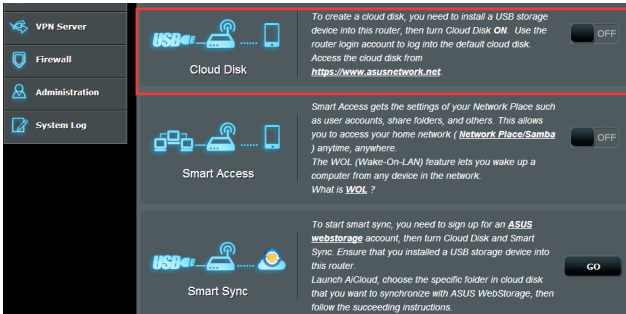 VPN Server
Firewall
Administration
System Log
USB
Cloud Disk
To create a cloud disk, you need to install a USB storage
device into this router, then turn Cloud Disk ON. Use the
router login account to log into the default cloud disk.
Access the cloud disk from
https://www.asusnetwork.net.
OFF
Smart Access
Smart Access gets the settings of your Network Place such
as user accounts, share folders, and others. This allows
you to access your home network ( Network Place/Samba
) anytime, anywhere.
The WOL (Wake-On-LAN) feature lets you wake up a
computer from any device in the network.
What is WOL ?
OFF
USB
Smart Sync
To start smart sync, you need to sign up for an ASUS
webstorage account, then turn Cloud Disk and Smart
Sync. Ensure that you installed a USB storage device into
this router.
Launch AiCloud, choose the specific folder in cloud disk
that you want to synchronize with ASUS WebStorage, then
follow the succeeding instructions.
GO